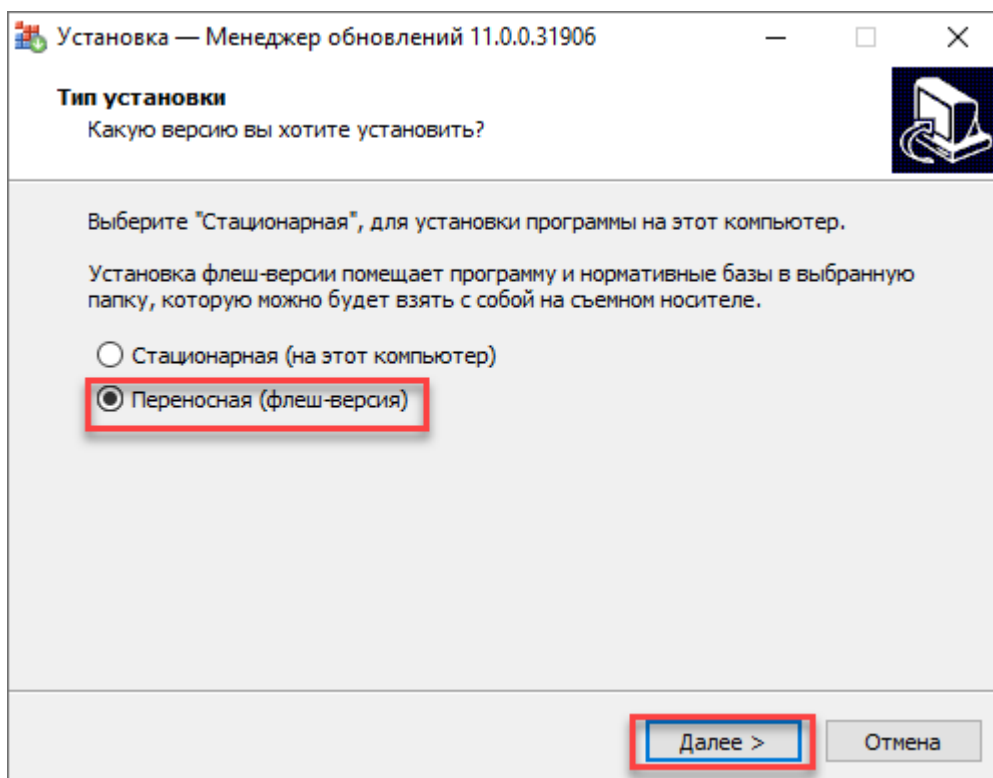 Установка — Менеджер обновлений 11.0.0.31906
Тип установки
Какую версию вы хотите установить?
Выберите "Стационарная", для установки программы на этот компьютер.
Установка флеш-версии помещает программу и нормативные базы в выбранную
папку, которую можно будет взять с собой на съемном носителе.
Стационарная (на этот компьютер)
Переносная (флеш-версия)
Далее >
Отмена